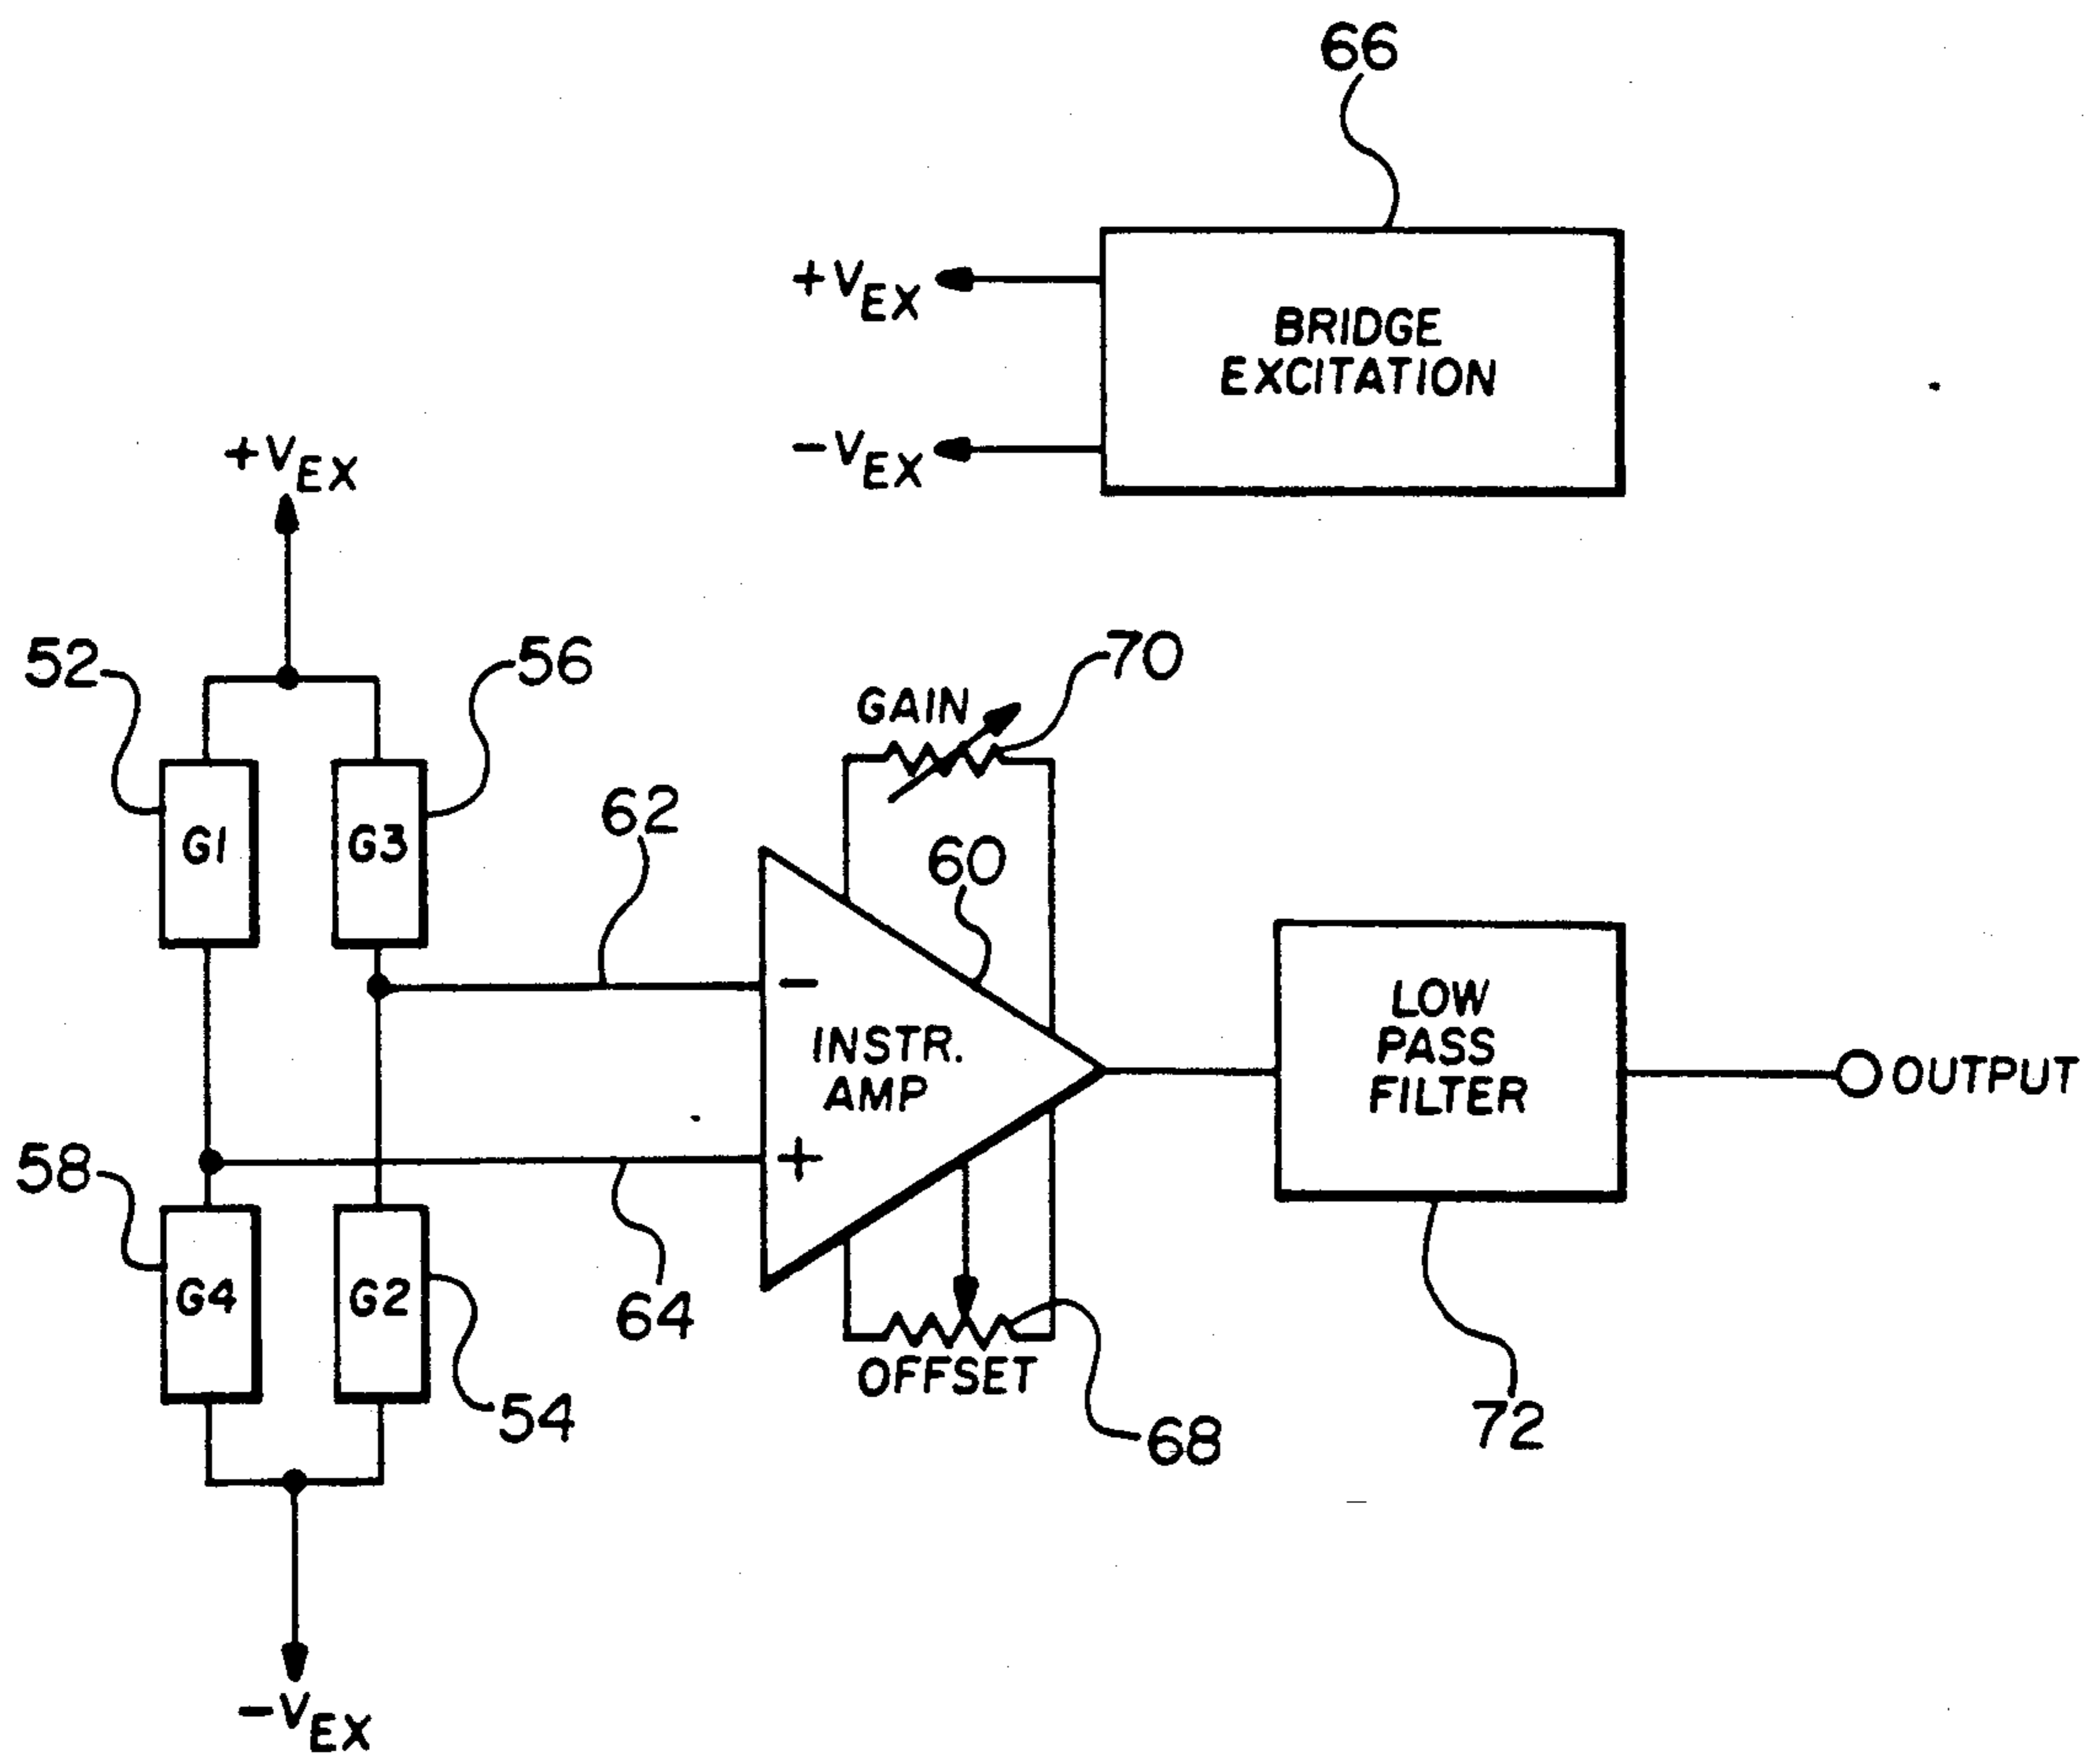 66
+VEX
BRIDGE
EXCITATION
-VEX
+VEX
52
56
70
GAIN
G1
G3
62
60
-
INSTR.
AMP
+
LOW
PASS
FILTER
OUTPUT
58
G4
G2
64
54
OFFSET
68
72
-VEX